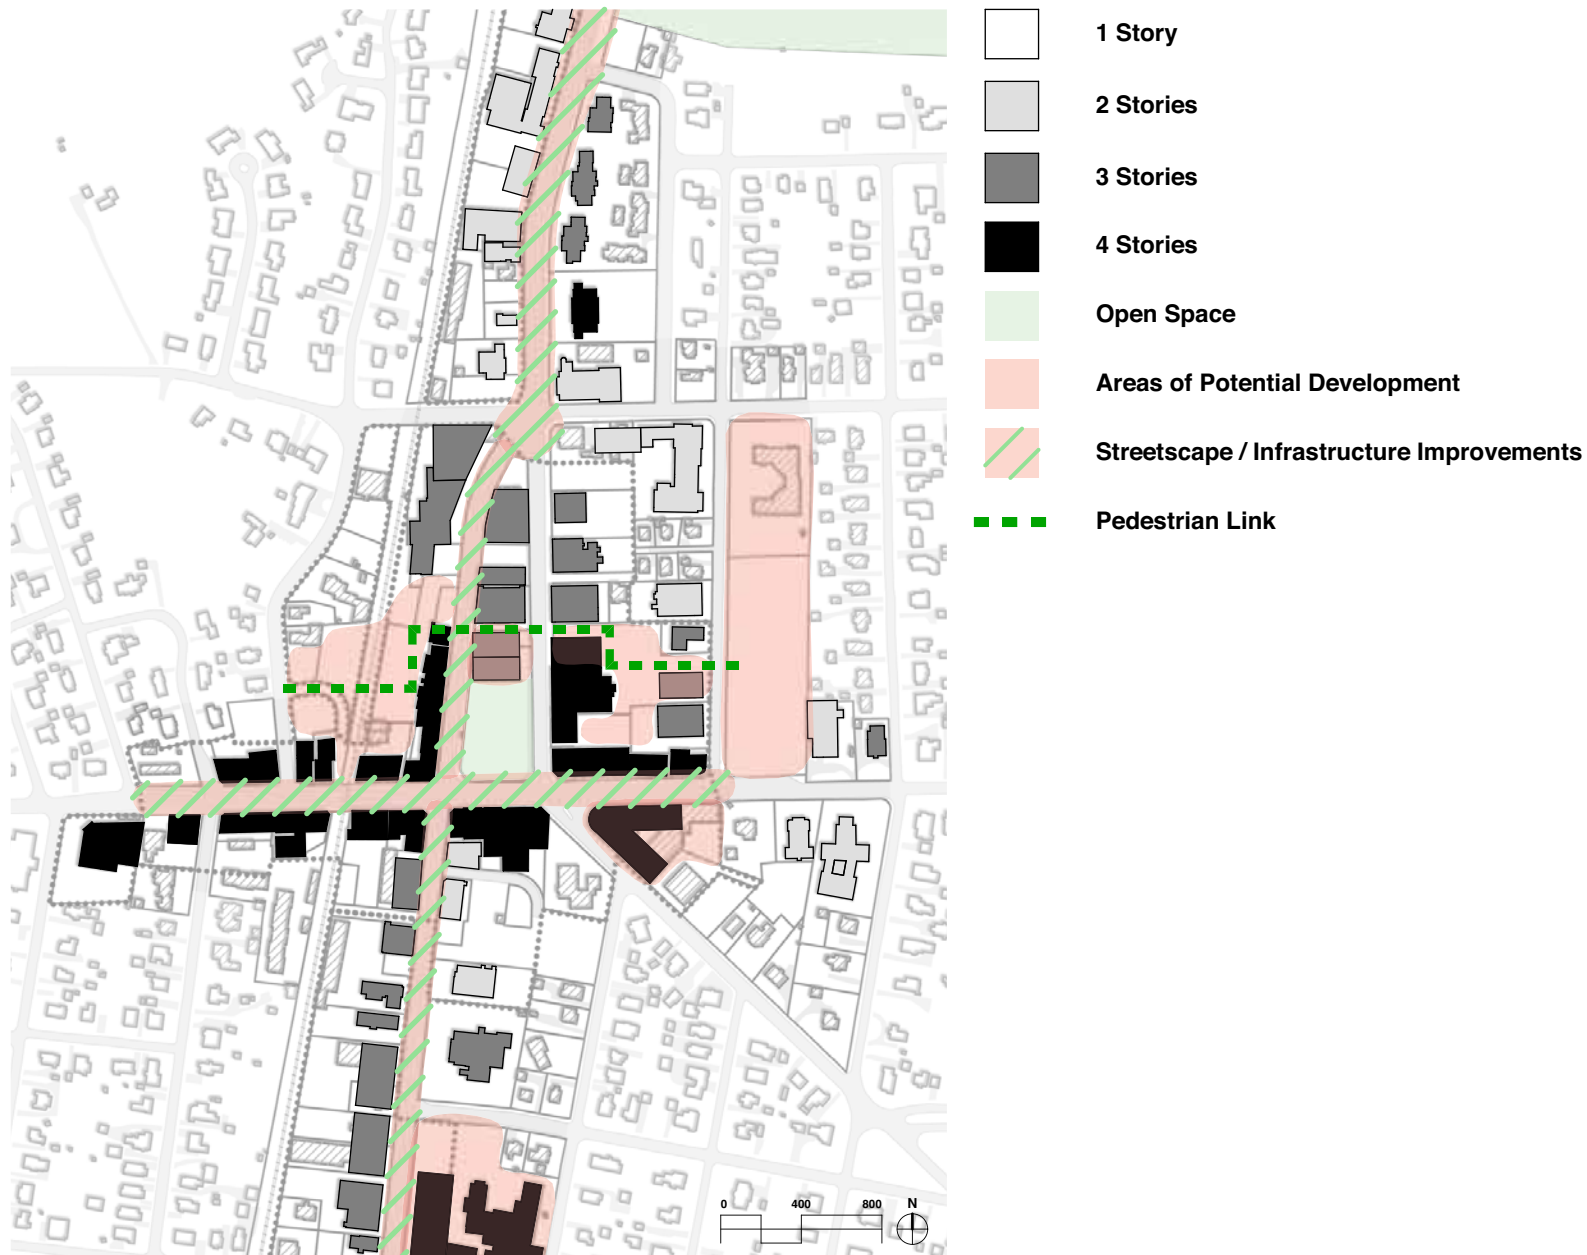 1 Story
2 Stories
3 Stories
4 Stories
Open Space
Areas of Potential Development
Streetscape / Infrastructure Improvements
Pedestrian Link
0 400 800 N